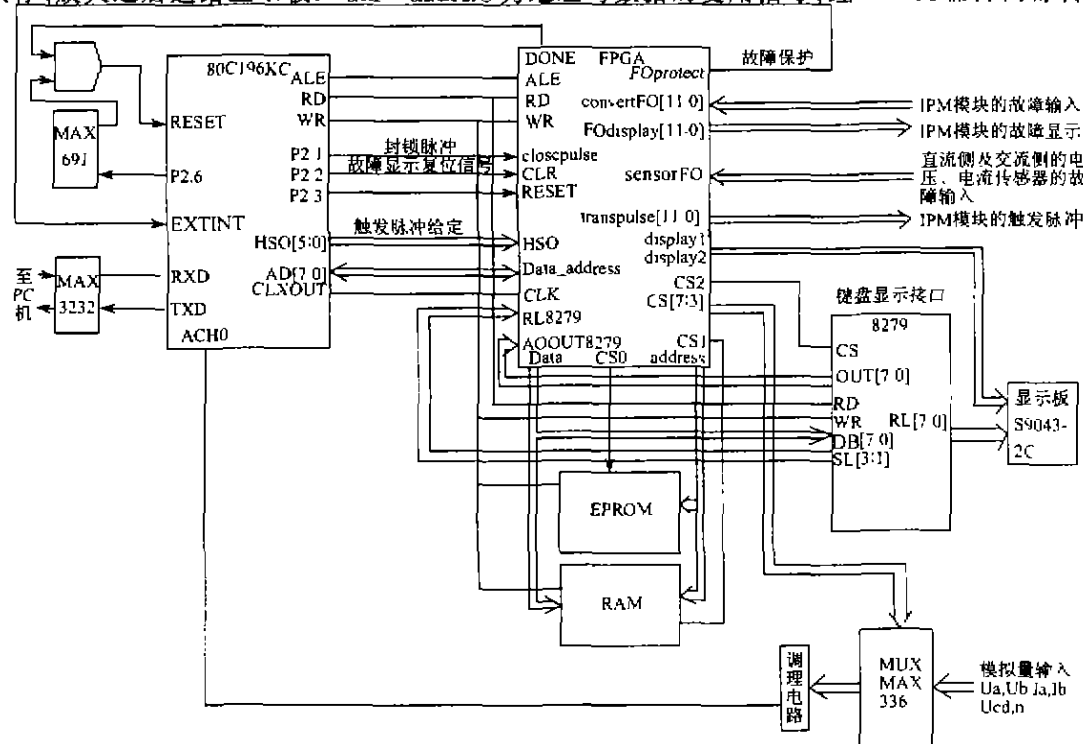 80C196KC
ALE
RD
WR
RESET
P2 1
P2 2
P2 3
P2.6
EXTINT
HSO[5:0]
AD[7 0]
CLXOUT
RXD
TXD
ACH0
MAX
691
至
PC
机
MAX
3232
封锁脉冲
故障显示复位信号
触发脉冲给定
DONE FPGA
FOprotect
ALE
RD
WR
convertFO[11 0]
FOdisplay[11·0]
closcpulse
CLR
RESET
sensorFO
transpulse[11 0]
HSO
display1
display2
Data_address
CS2
CLK
CS[7:3]
RL8279
AOOUT8279
CS1
Data
CS0
address
故障保护
IPM模块的故障输入
IPM模块的故障显示
直流侧及交流侧的电
压、电流传感器的故
障输入
IPM模块的触发脉冲
键盘显示接口
8279
CS
OUT[7 0]
RD
WR
RL[7 0]
DB[7 0]
SL[3:1]
显示板
S9043-
2C
EPROM
RAM
调
理
电
路
MUX
MAX
336
模拟量输入
Ua,Ub Ia,Ib
Ucd,n